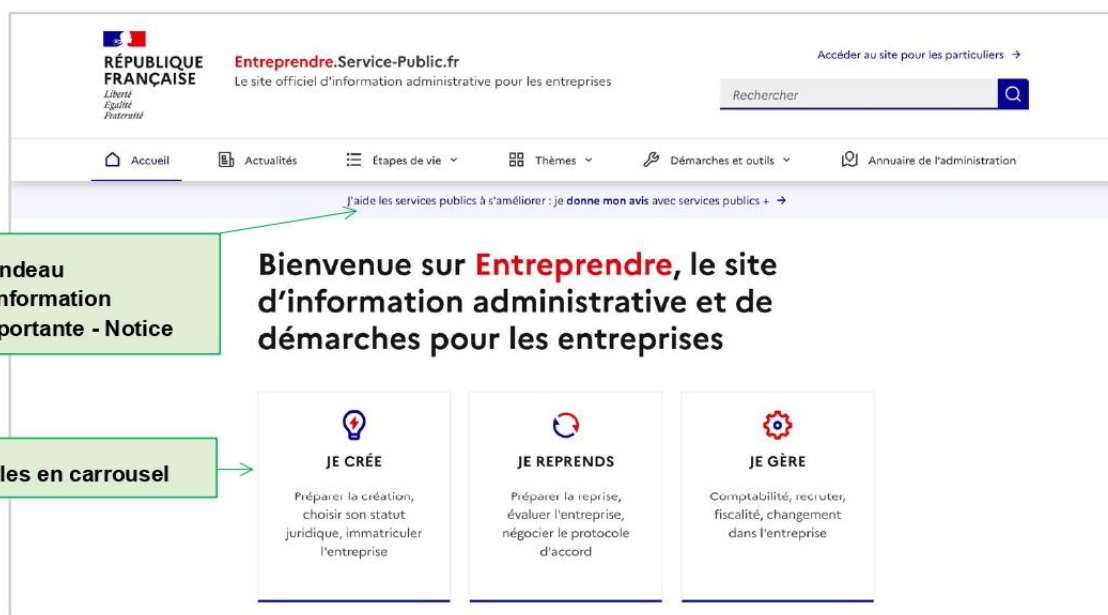 RÉPUBLIQUE
FRANÇAISE
Liberté
Égalité
Fraternité
Entreprendre.Service-Public.fr
Le site officiel d'information administrative pour les entreprises
Accéder au site pour les particuliers →
Rechercher
Accueil
Actualités
Étapes de vie
Thèmes
Démarches et outils
Annuaire de l'administration
J'aide les services publics à s'améliorer : je donne mon avis avec services publics + →
ndeau
nformation
portante - Notice
Bienvenue sur Entreprendre, le site
d'information administrative et de
démarches pour les entreprises
les en carrousel
JE CRÉE
Préparer la création,
choisir son statut
juridique, immatriculer
l'entreprise
JE REPRENDS
Préparer la reprise,
évaluer l'entreprise,
négocier le protocole
d'accord
JE GÈRE
Comptabilité, recruter,
fiscalité, changement
dans l'entreprise